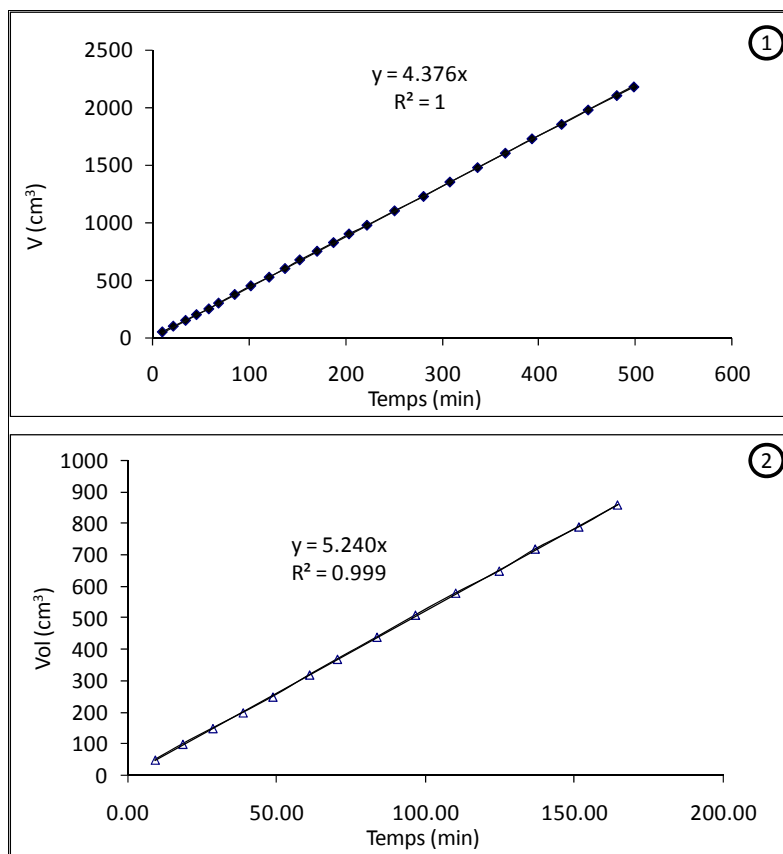 1
2500
y = 4.376x
R² = 1
2000
1500
V (cm³)
1000
500
0
0 100 200 300 400 500 600
Temps (min)
2
1000
900
800
y = 5.240x
700
R² = 0.999
600
Vol (cm³)
500
400
300
200
100
0
0.00 50.00 100.00 150.00 200.00
Temps (min)